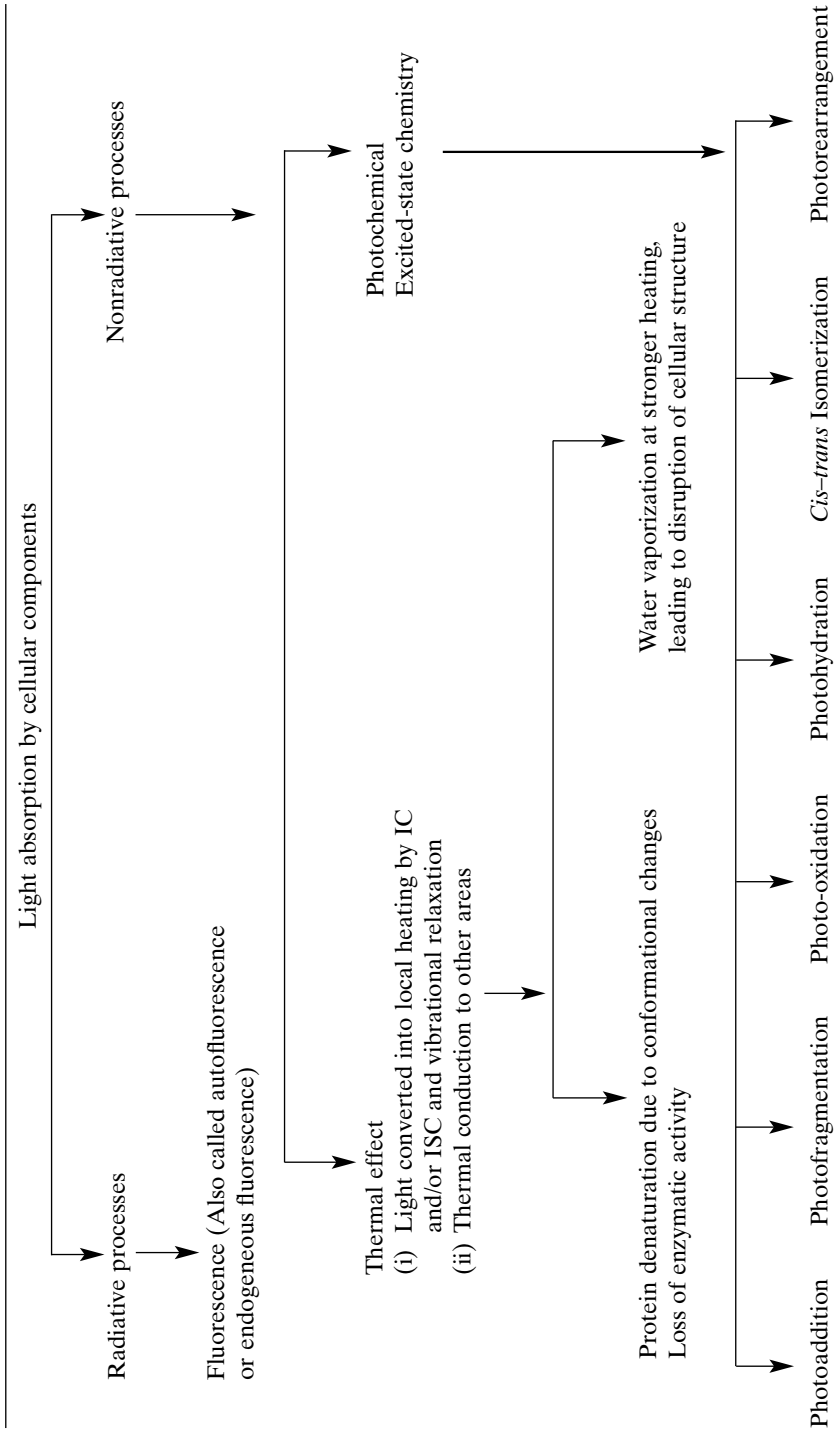 Light absorption by cellular components
Radiative processes
Nonradiative processes
Fluorescence (Also called autofluorescence
or endogeneous fluorescence)
Thermal effect
(i) Light converted into local heating by IC
and/or ISC and vibrational relaxation
(ii) Thermal conduction to other areas
Photochemical
Excited-state chemistry
Protein denaturation due to conformational changes
Loss of enzymatic activity
Water vaporization at stronger heating,
leading to disruption of cellular structure
Photoaddition
Photofragmentation
Photo-oxidation
Photohydration
Cis–trans Isomerization
Photorearrangement